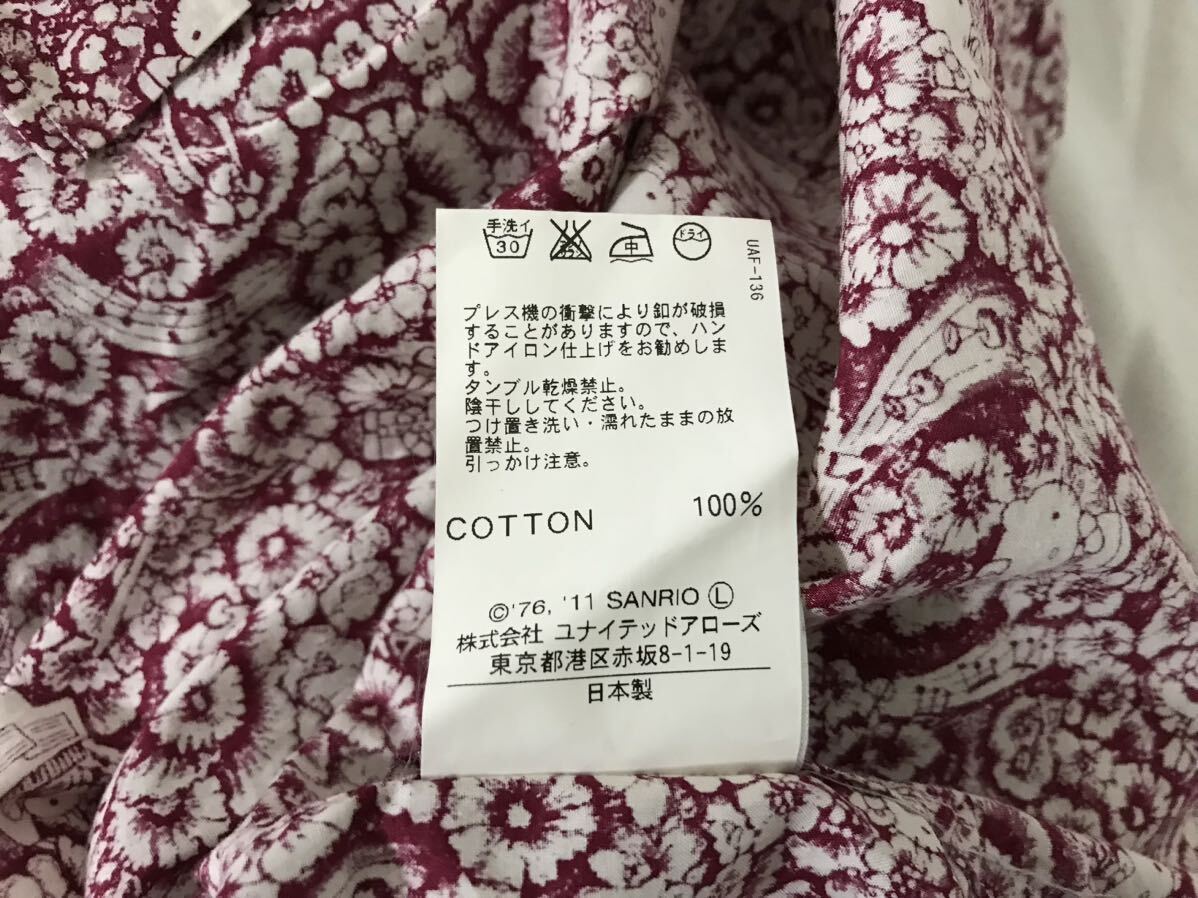 手洗イ
30
エンソサラシ
中
ドライ
UAF-136
プレス機の衝撃により釦が破損
することがありますので、ハン
ドアイロン仕上げをお勧めしま
す。
タンブル乾燥禁止。
陰干ししてください。
つけ置き洗い・濡れたままの放
置禁止。
引っかけ注意。
COTTON 100%
©'76, '11 SANRIO Ⓛ
株式会社 ユナイテッドアローズ
東京都港区赤坂8-1-19
日本製